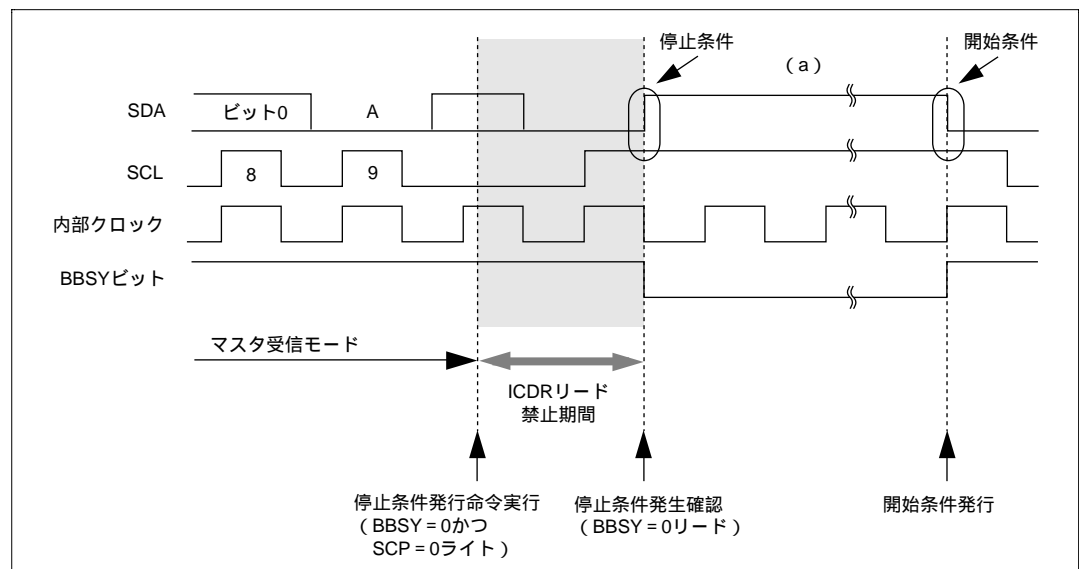 停止条件
開始条件
（a）
SDA
ビット0
A
SCL
8
9
内部クロック
BBSYビット
マスタ受信モード
ICDRリード
禁止期間
停止条件発行命令実行
（BBSY = 0かつ
SCP = 0ライト）
停止条件発生確認
（BBSY = 0リード）
開始条件発行